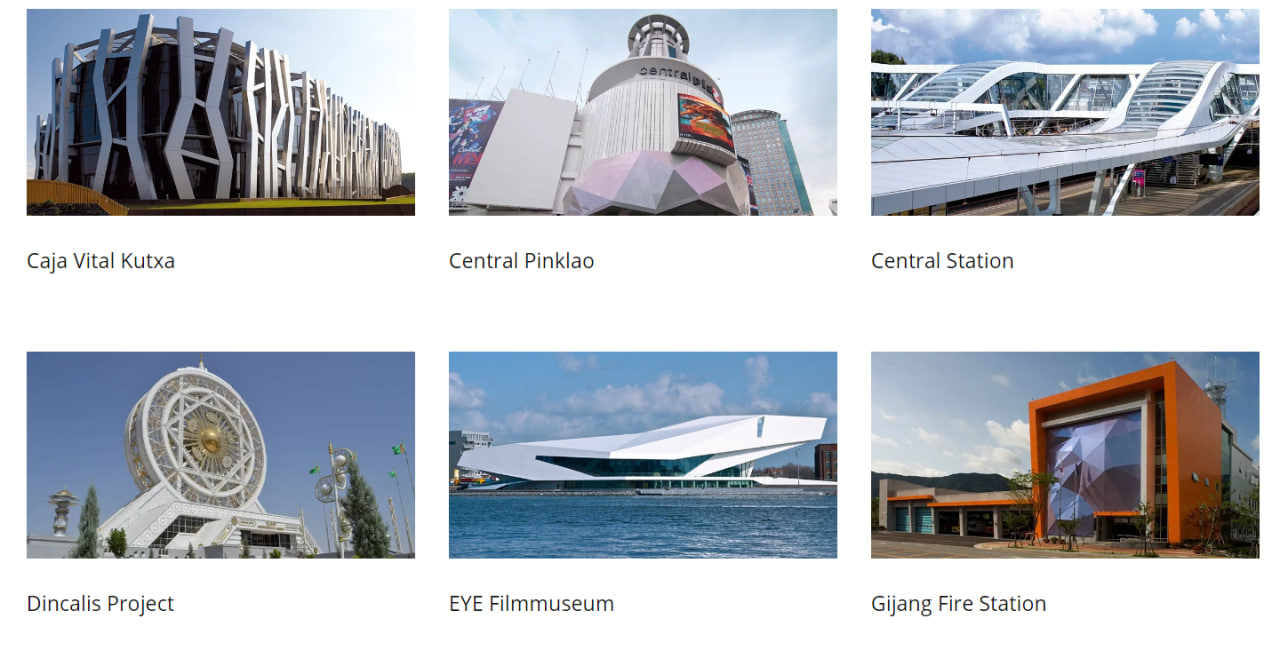 centralpla
Caja Vital Kutxa
Central Pinklao
Central Station
Dincalis Project
EYE Filmmuseum
Gijang Fire Station